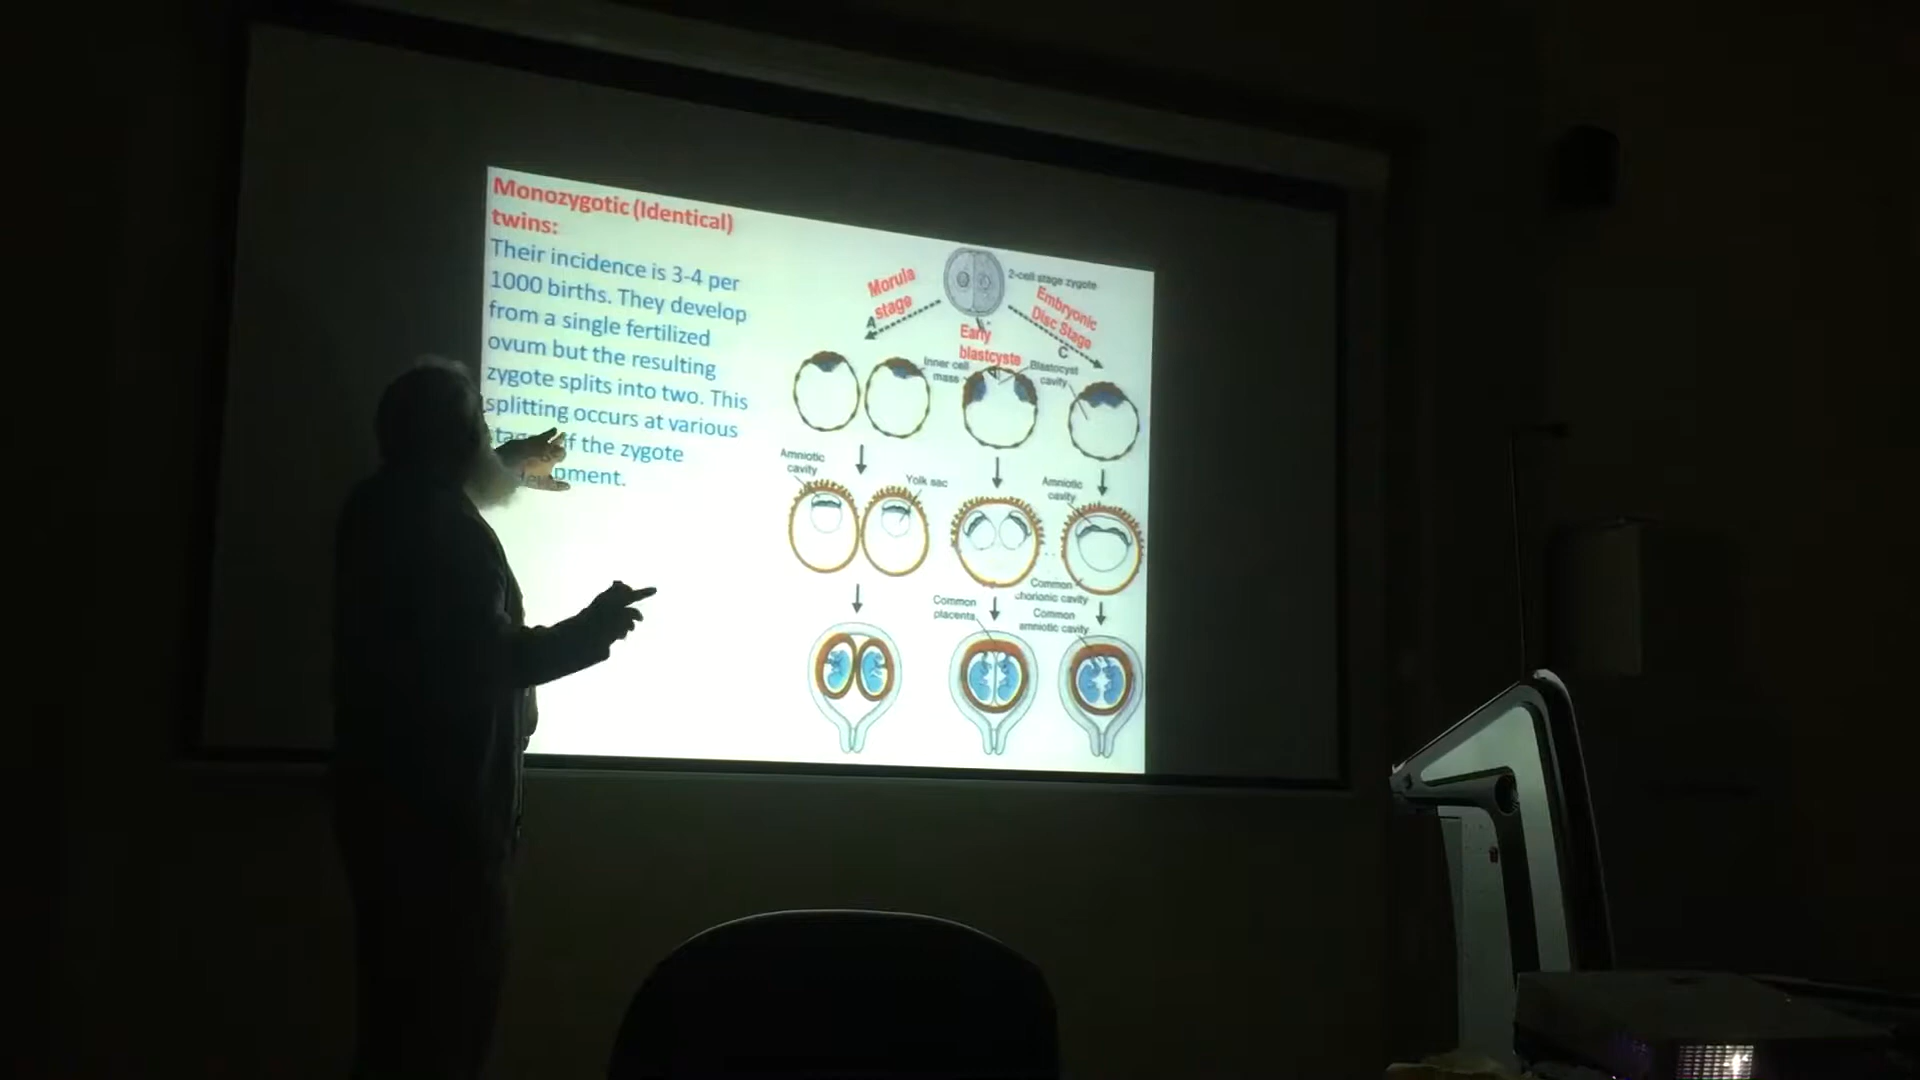 Monozygotic (Identical)
twins:
Their incidence is 3-4 per
1000 births. They develop
from a single fertilized
ovum but the resulting
zygote splits into two. This
splitting occurs at various
the zygote
2-cell stage zygote
Morula
stage
A
Embryonic
Disc Stage
C
Early
blastcyste
Inner cell
mass
Blastocyst
cavity
Amniotic
cavity
Yolk sac
Amniotic
cavity
Common
chorionic cavity
Common
placenta
Common
amniotic cavity